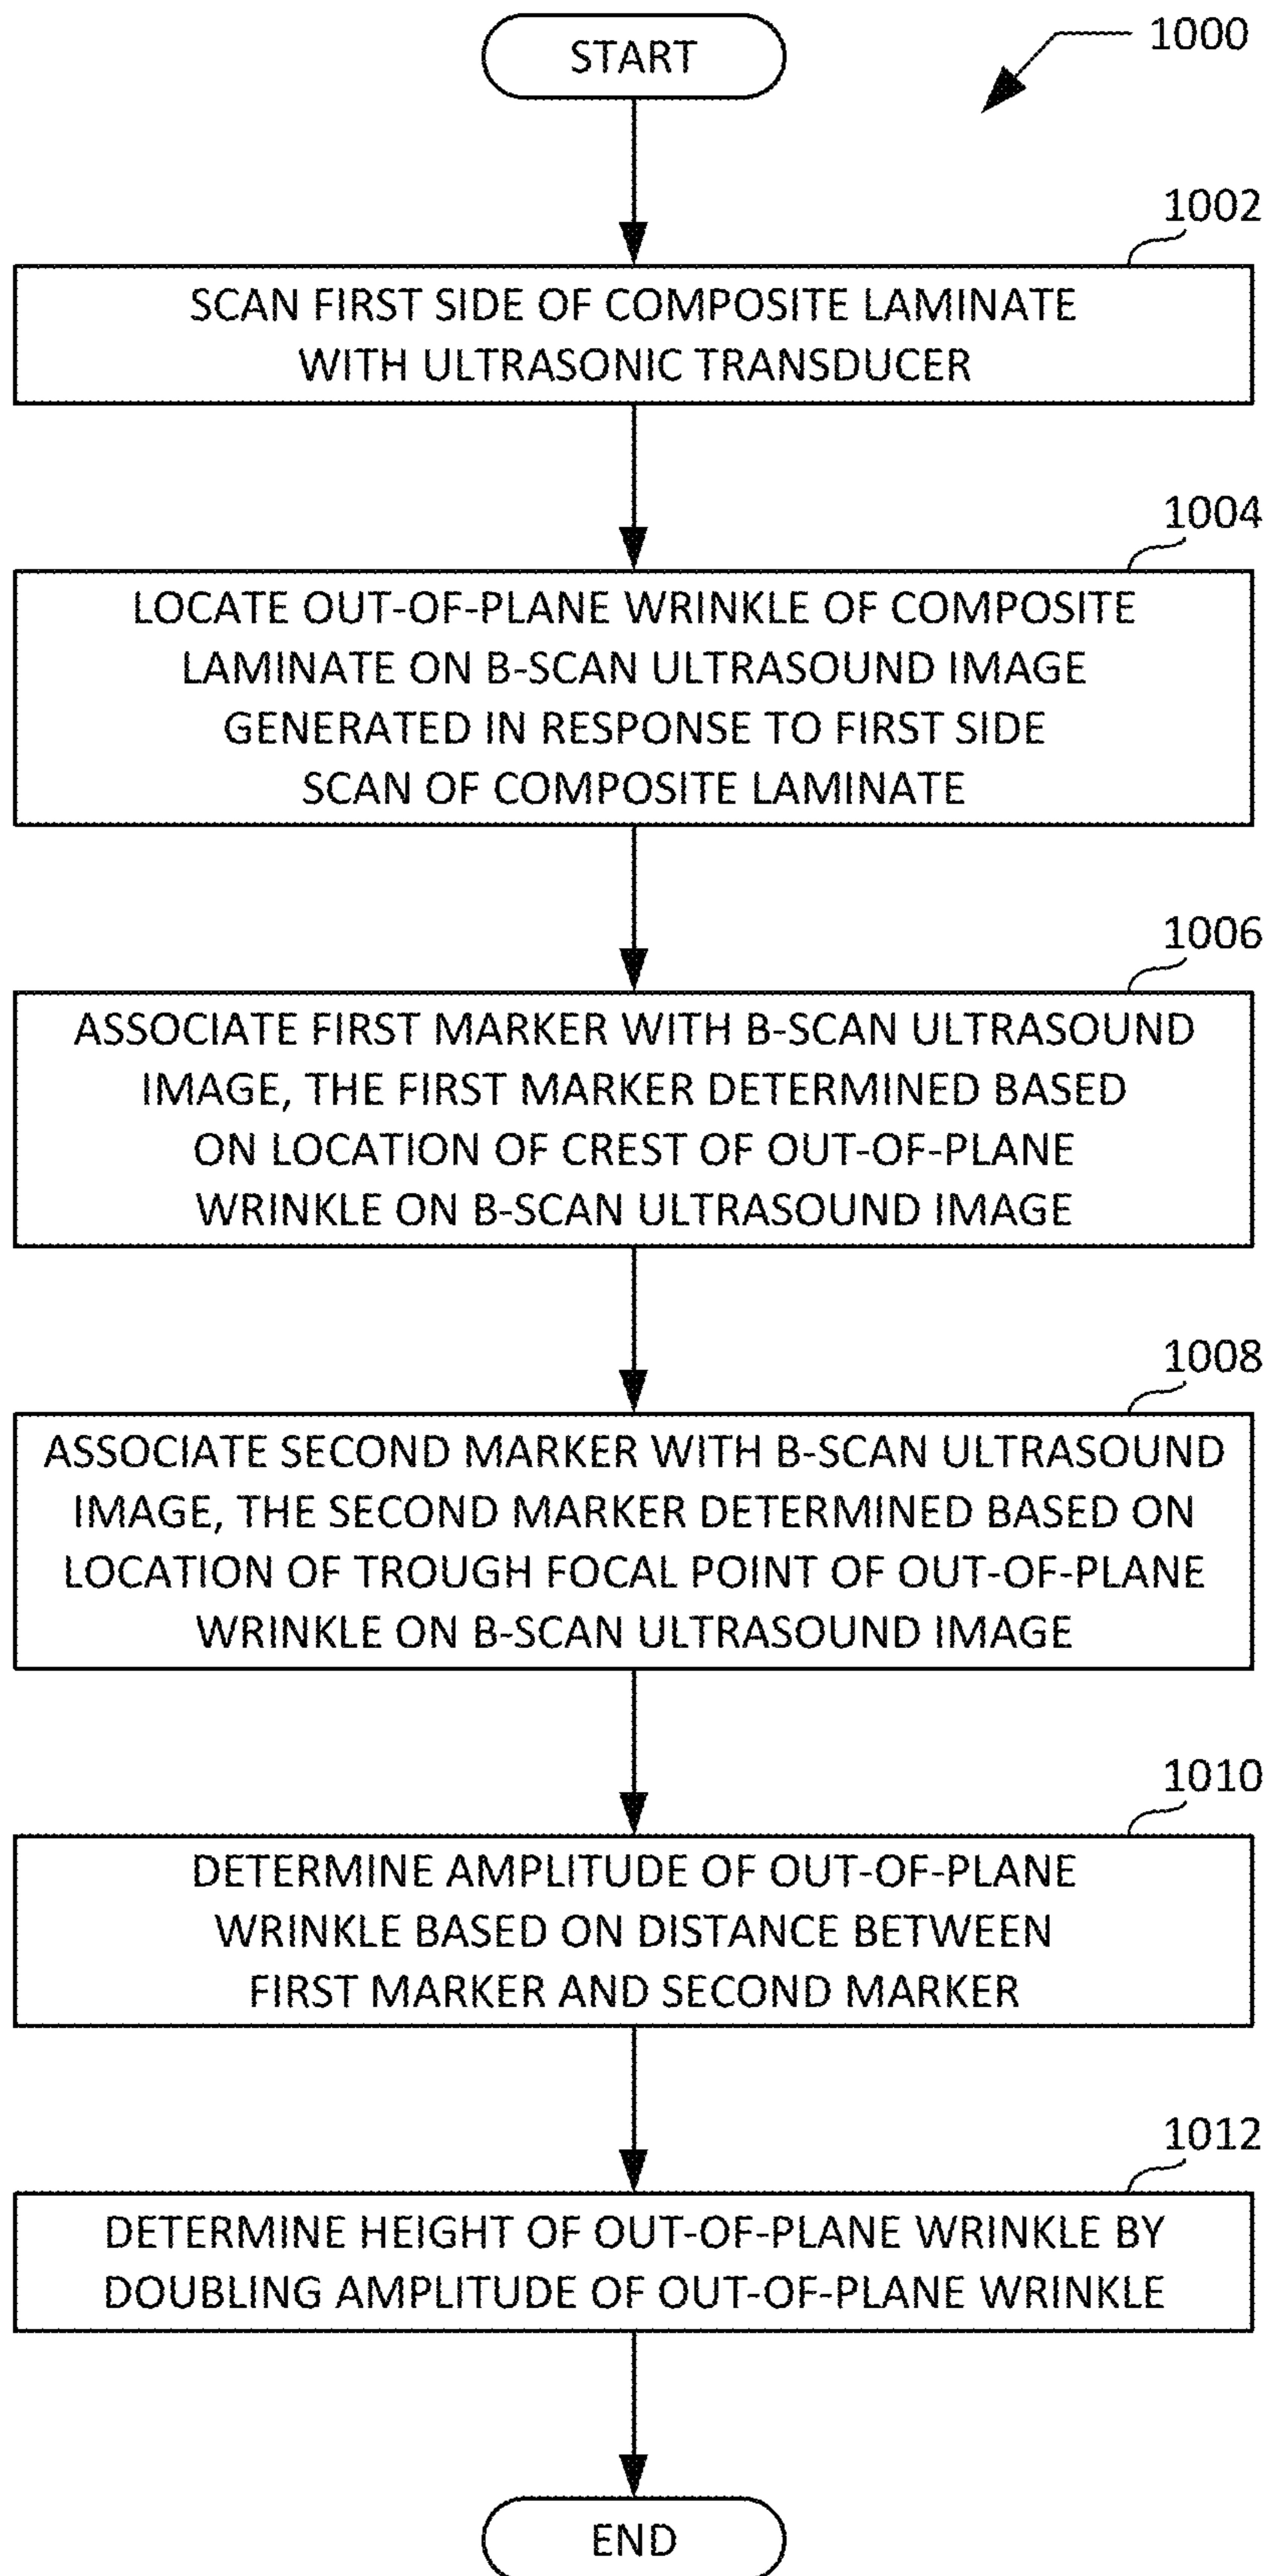 START
1000
1002
SCAN FIRST SIDE OF COMPOSITE LAMINATE
WITH ULTRASONIC TRANSDUCER
1004
LOCATE OUT-OF-PLANE WRINKLE OF COMPOSITE
LAMINATE ON B-SCAN ULTRASOUND IMAGE
GENERATED IN RESPONSE TO FIRST SIDE
SCAN OF COMPOSITE LAMINATE
1006
ASSOCIATE FIRST MARKER WITH B-SCAN ULTRASOUND
IMAGE, THE FIRST MARKER DETERMINED BASED
ON LOCATION OF CREST OF OUT-OF-PLANE
WRINKLE ON B-SCAN ULTRASOUND IMAGE
1008
ASSOCIATE SECOND MARKER WITH B-SCAN ULTRASOUND
IMAGE, THE SECOND MARKER DETERMINED BASED ON
LOCATION OF TROUGH FOCAL POINT OF OUT-OF-PLANE
WRINKLE ON B-SCAN ULTRASOUND IMAGE
1010
DETERMINE AMPLITUDE OF OUT-OF-PLANE
WRINKLE BASED ON DISTANCE BETWEEN
FIRST MARKER AND SECOND MARKER
1012
DETERMINE HEIGHT OF OUT-OF-PLANE WRINKLE BY
DOUBLING AMPLITUDE OF OUT-OF-PLANE WRINKLE
END